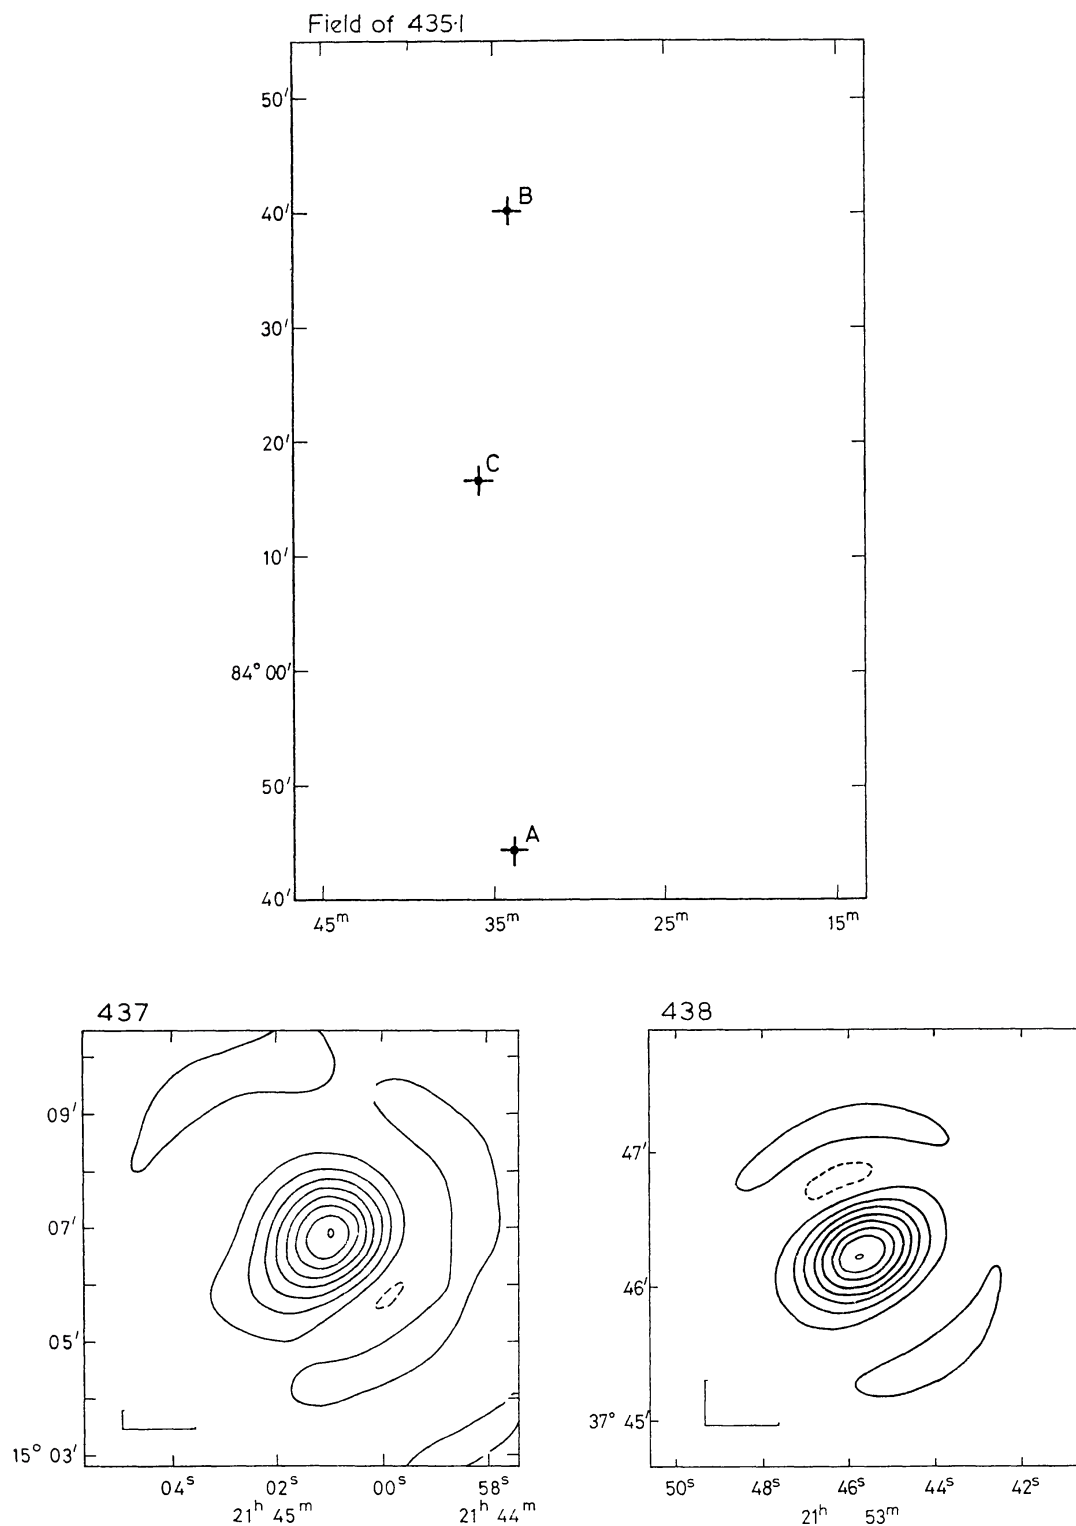 Field of 435·1
50′
B
40′
30′
20′
C
10′
84° 00′
50′
A
40′
45ᵐ 35ᵐ 25ᵐ 15ᵐ
437
438
09′
47′
07′
46′
05′
37° 45′
15° 03′
04ˢ 02ˢ 00ˢ 58ˢ
50ˢ 48ˢ 46ˢ 44ˢ 42ˢ
21ʰ 45ᵐ 21ʰ 44ᵐ
21ʰ 53ᵐ